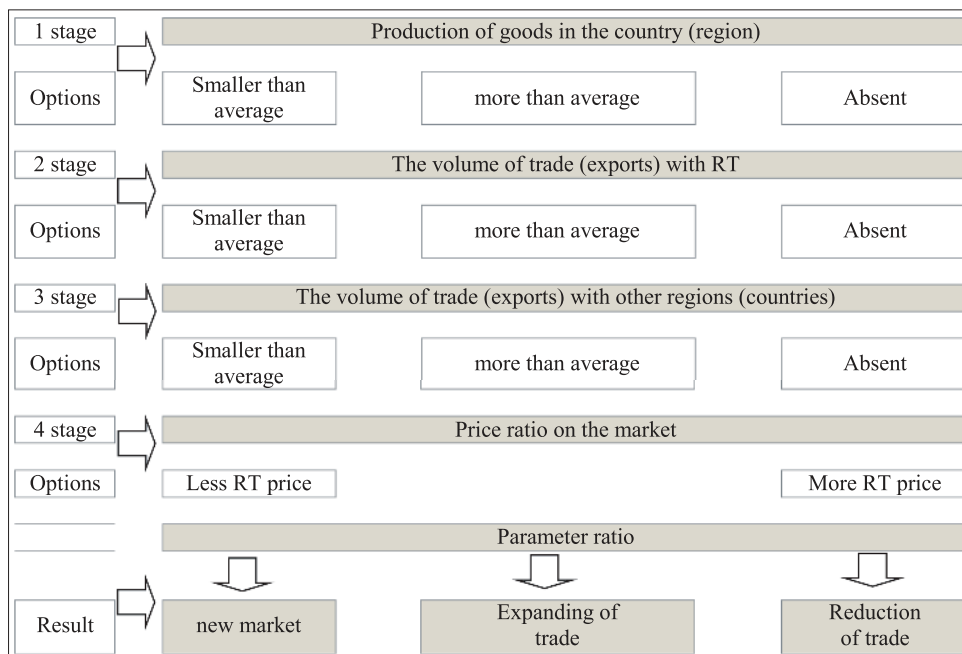 1 stage
Production of goods in the country (region)
Options
Smaller than
average
more than average
Absent
2 stage
The volume of trade (exports) with RT
Options
Smaller than
average
more than average
Absent
3 stage
The volume of trade (exports) with other regions (countries)
Options
Smaller than
average
more than average
Absent
4 stage
Price ratio on the market
Options
Less RT price
More RT price
Parameter ratio
Result
new market
Expanding of
trade
Reduction
of trade